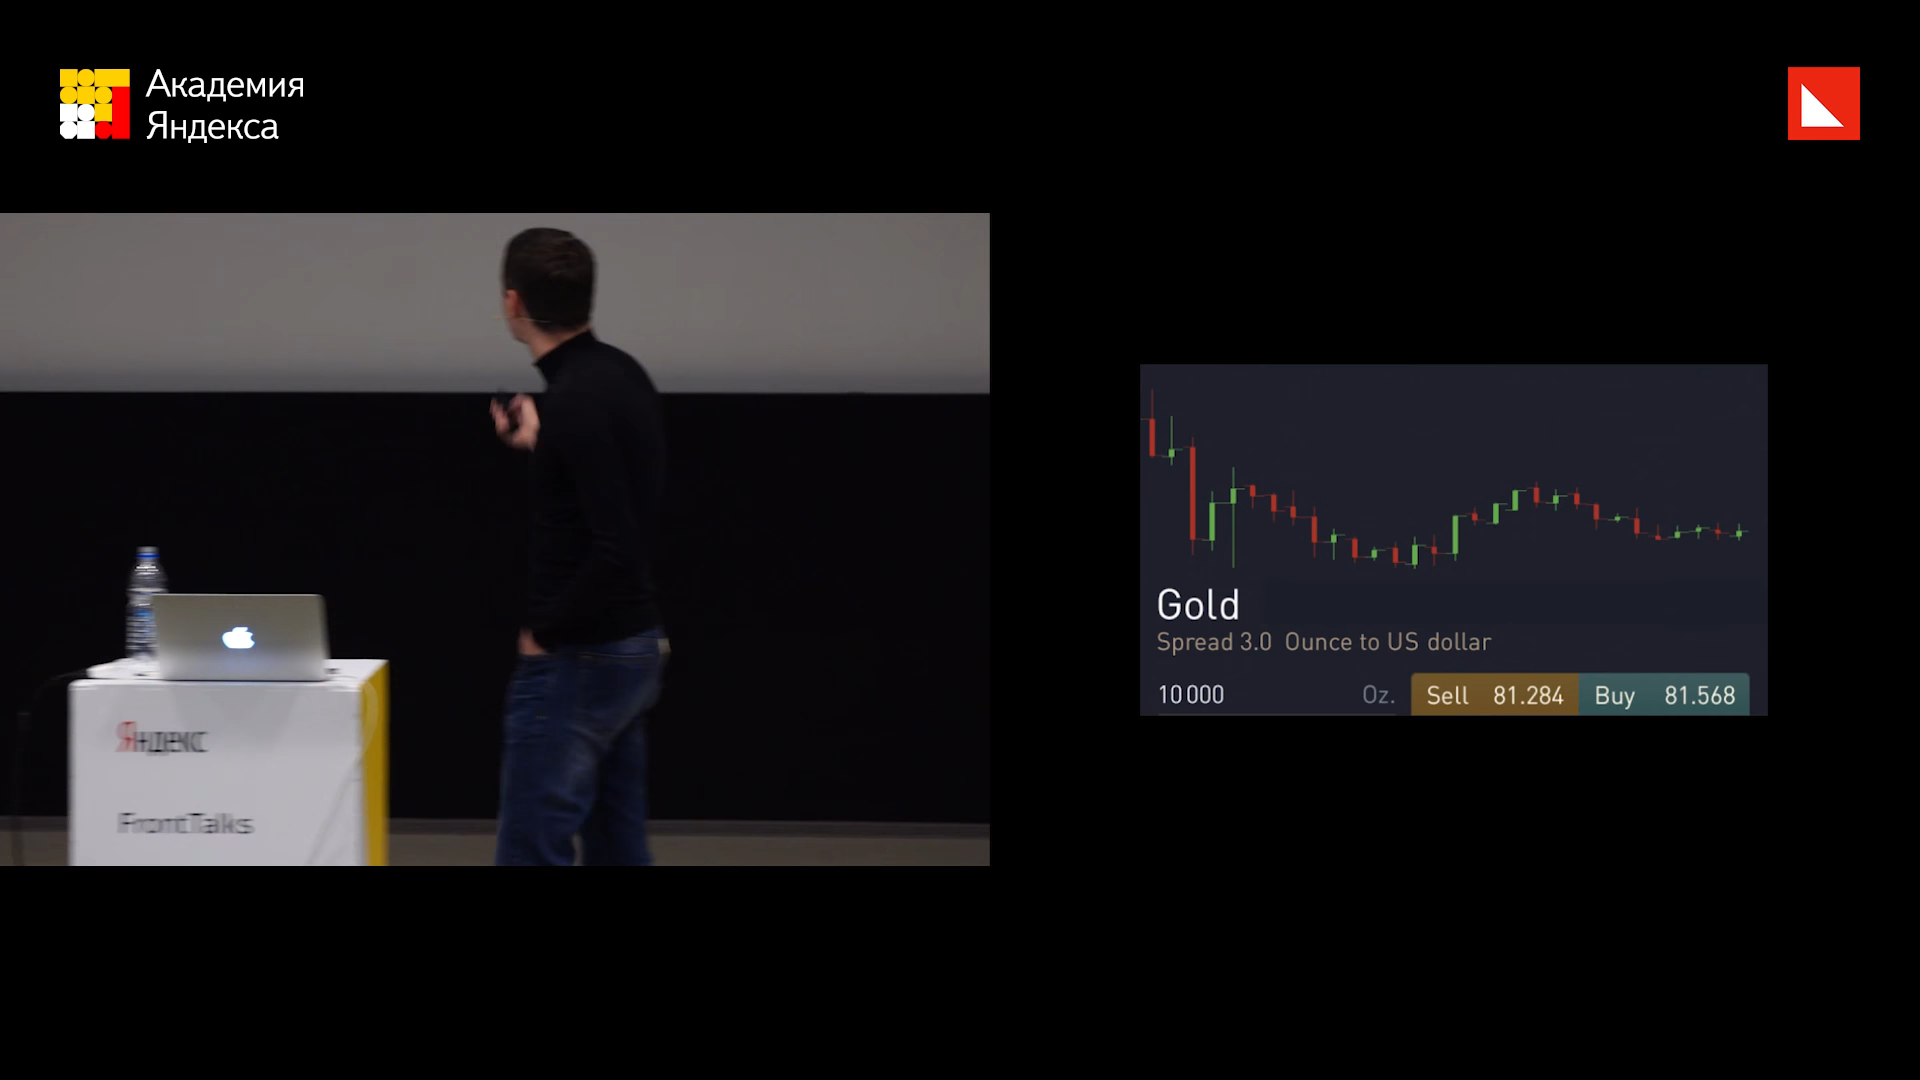 Академия
Яндекса
Яндекс
FrontTalks
Gold
Spread 3.0 Ounce to US dollar
10 000 Oz. Sell 81.284 Buy 81.568